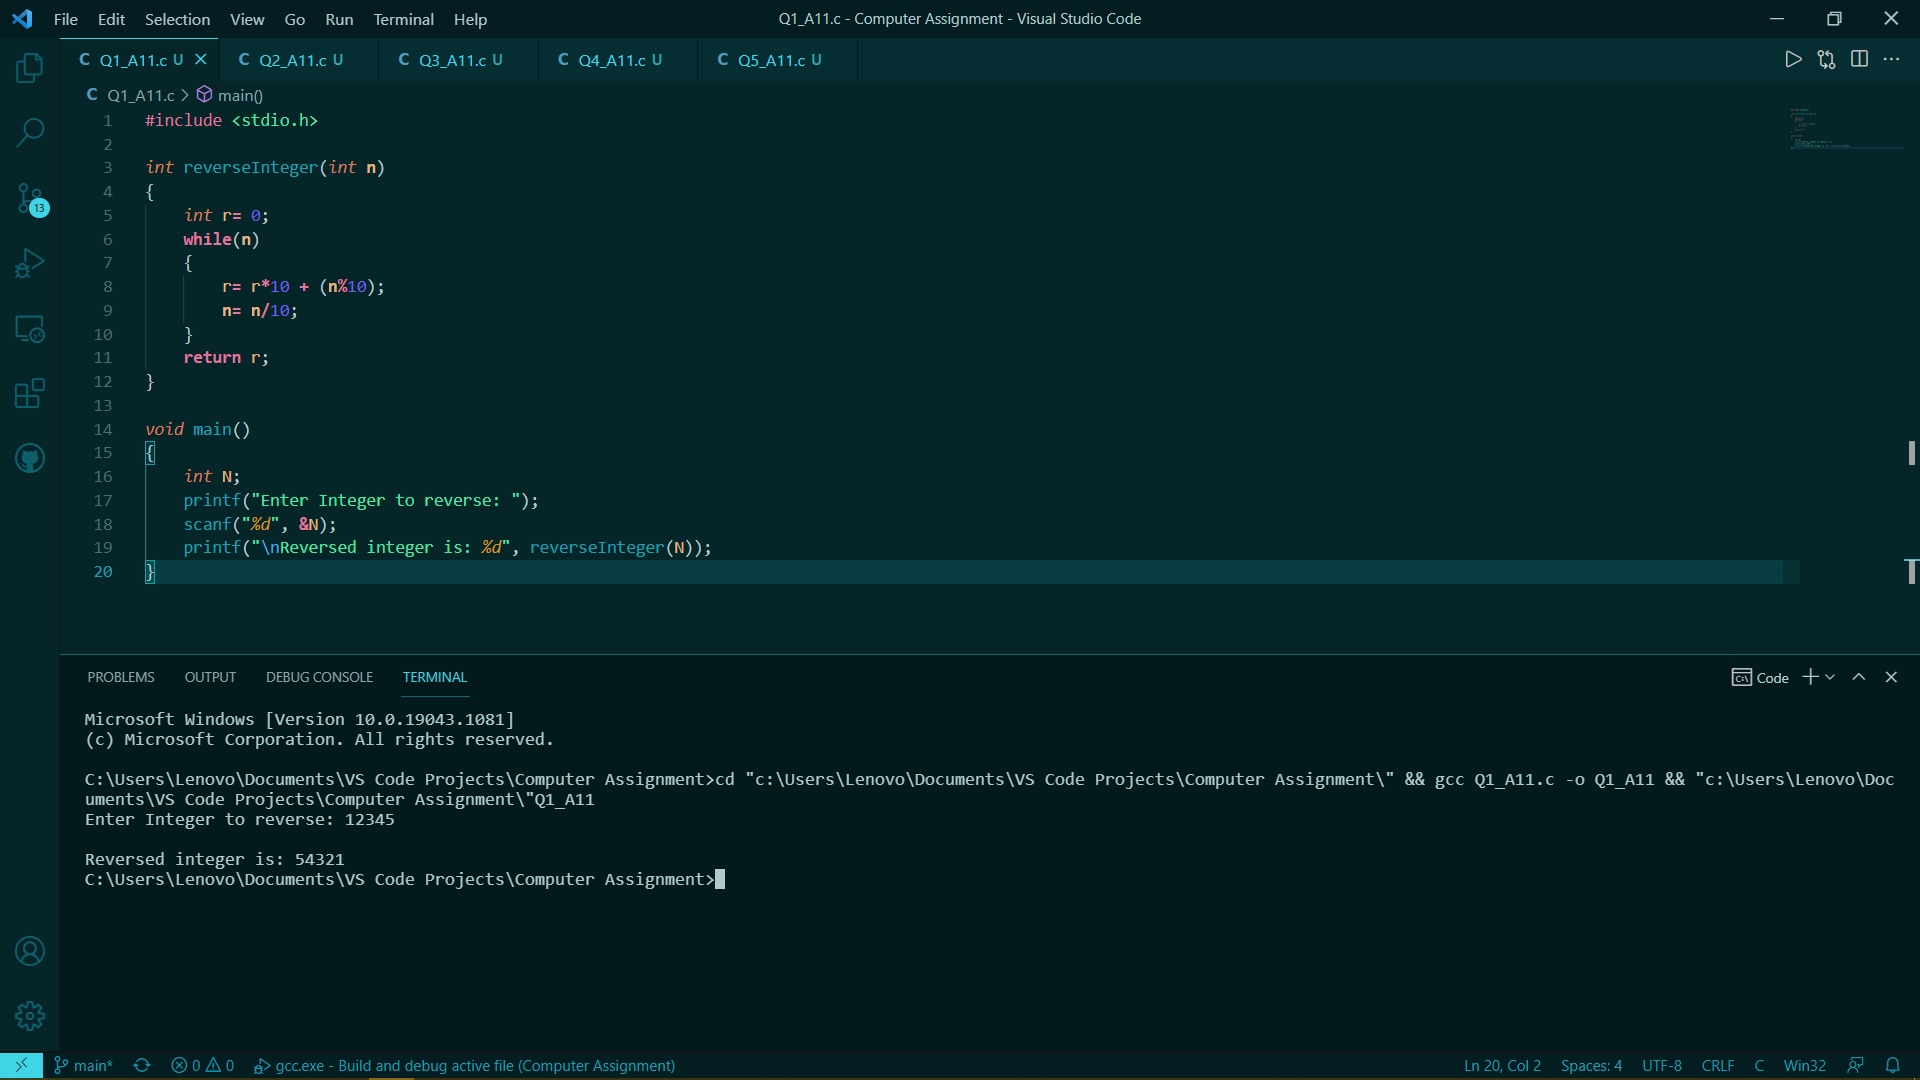 File Edit Selection View Go Run Terminal Help
Q1_A11.c - Computer Assignment - Visual Studio Code
C Q1_A11.c U C Q2_A11.c U C Q3_A11.c U C Q4_A11.c U C Q5_A11.c U
C Q1_A11.c > main()
1 #include <stdio.h>
2
3 int reverseInteger(int n)
4 {
5     int r= 0;
6     while(n)
7     {
8         r= r*10 + (n%10);
9         n= n/10;
10     }
11     return r;
12 }
13
14 void main()
15 {
16     int N;
17     printf("Enter Integer to reverse: ");
18     scanf("%d", &N);
19     printf("\nReversed integer is: %d", reverseInteger(N));
20 }
13
PROBLEMS OUTPUT DEBUG CONSOLE TERMINAL
Code
Microsoft Windows [Version 10.0.19043.1081]
(c) Microsoft Corporation. All rights reserved.
C:\Users\Lenovo\Documents\VS Code Projects\Computer Assignment>cd "c:\Users\Lenovo\Documents\VS Code Projects\Computer Assignment\" && gcc Q1_A11.c -o Q1_A11 && "c:\Users\Lenovo\Doc
uments\VS Code Projects\Computer Assignment\"Q1_A11
Enter Integer to reverse: 12345
Reversed integer is: 54321
C:\Users\Lenovo\Documents\VS Code Projects\Computer Assignment>
main* 0 0 gcc.exe - Build and debug active file (Computer Assignment) Ln 20, Col 2 Spaces: 4 UTF-8 CRLF C Win32